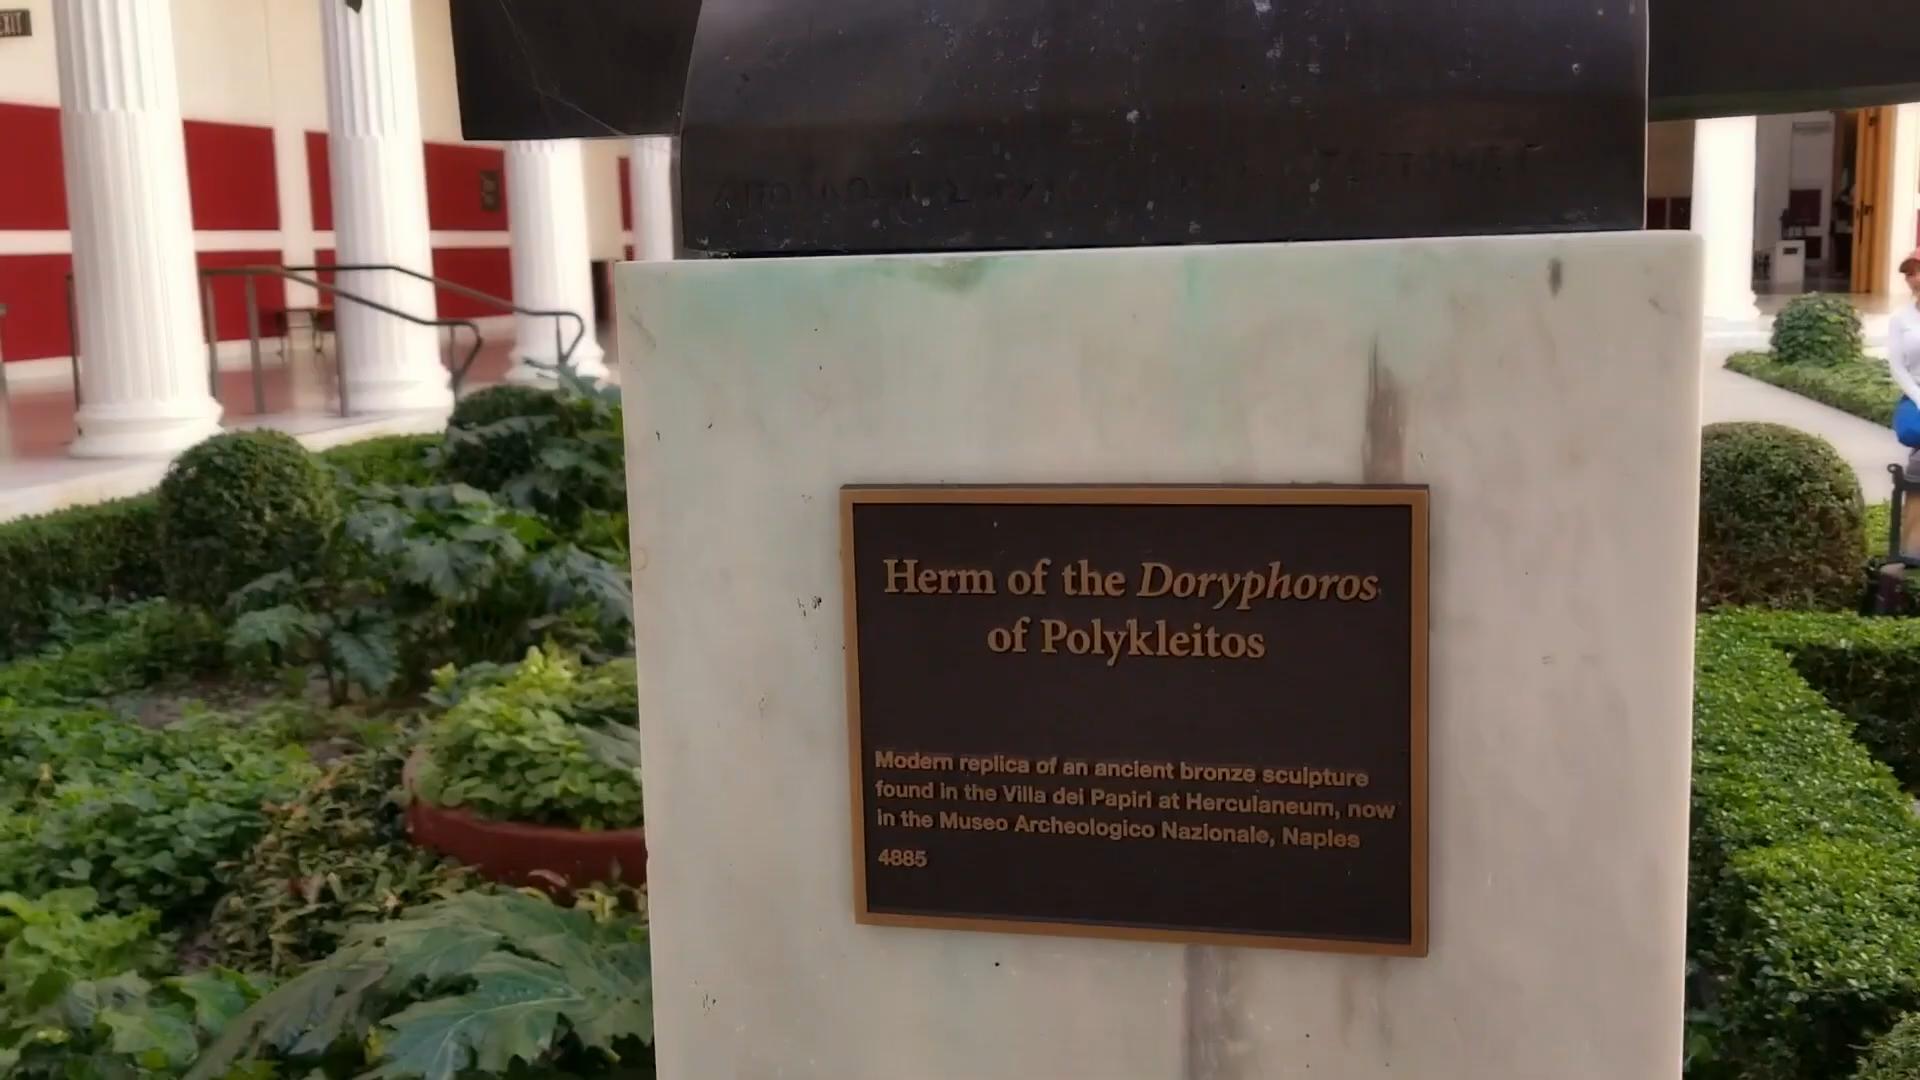 EXIT
Herm of the Doryphoros
of Polykleitos
Modern replica of an ancient bronze sculpture
found in the Villa dei Papiri at Herculaneum, now
in the Museo Archeologico Nazionale, Naples
4885